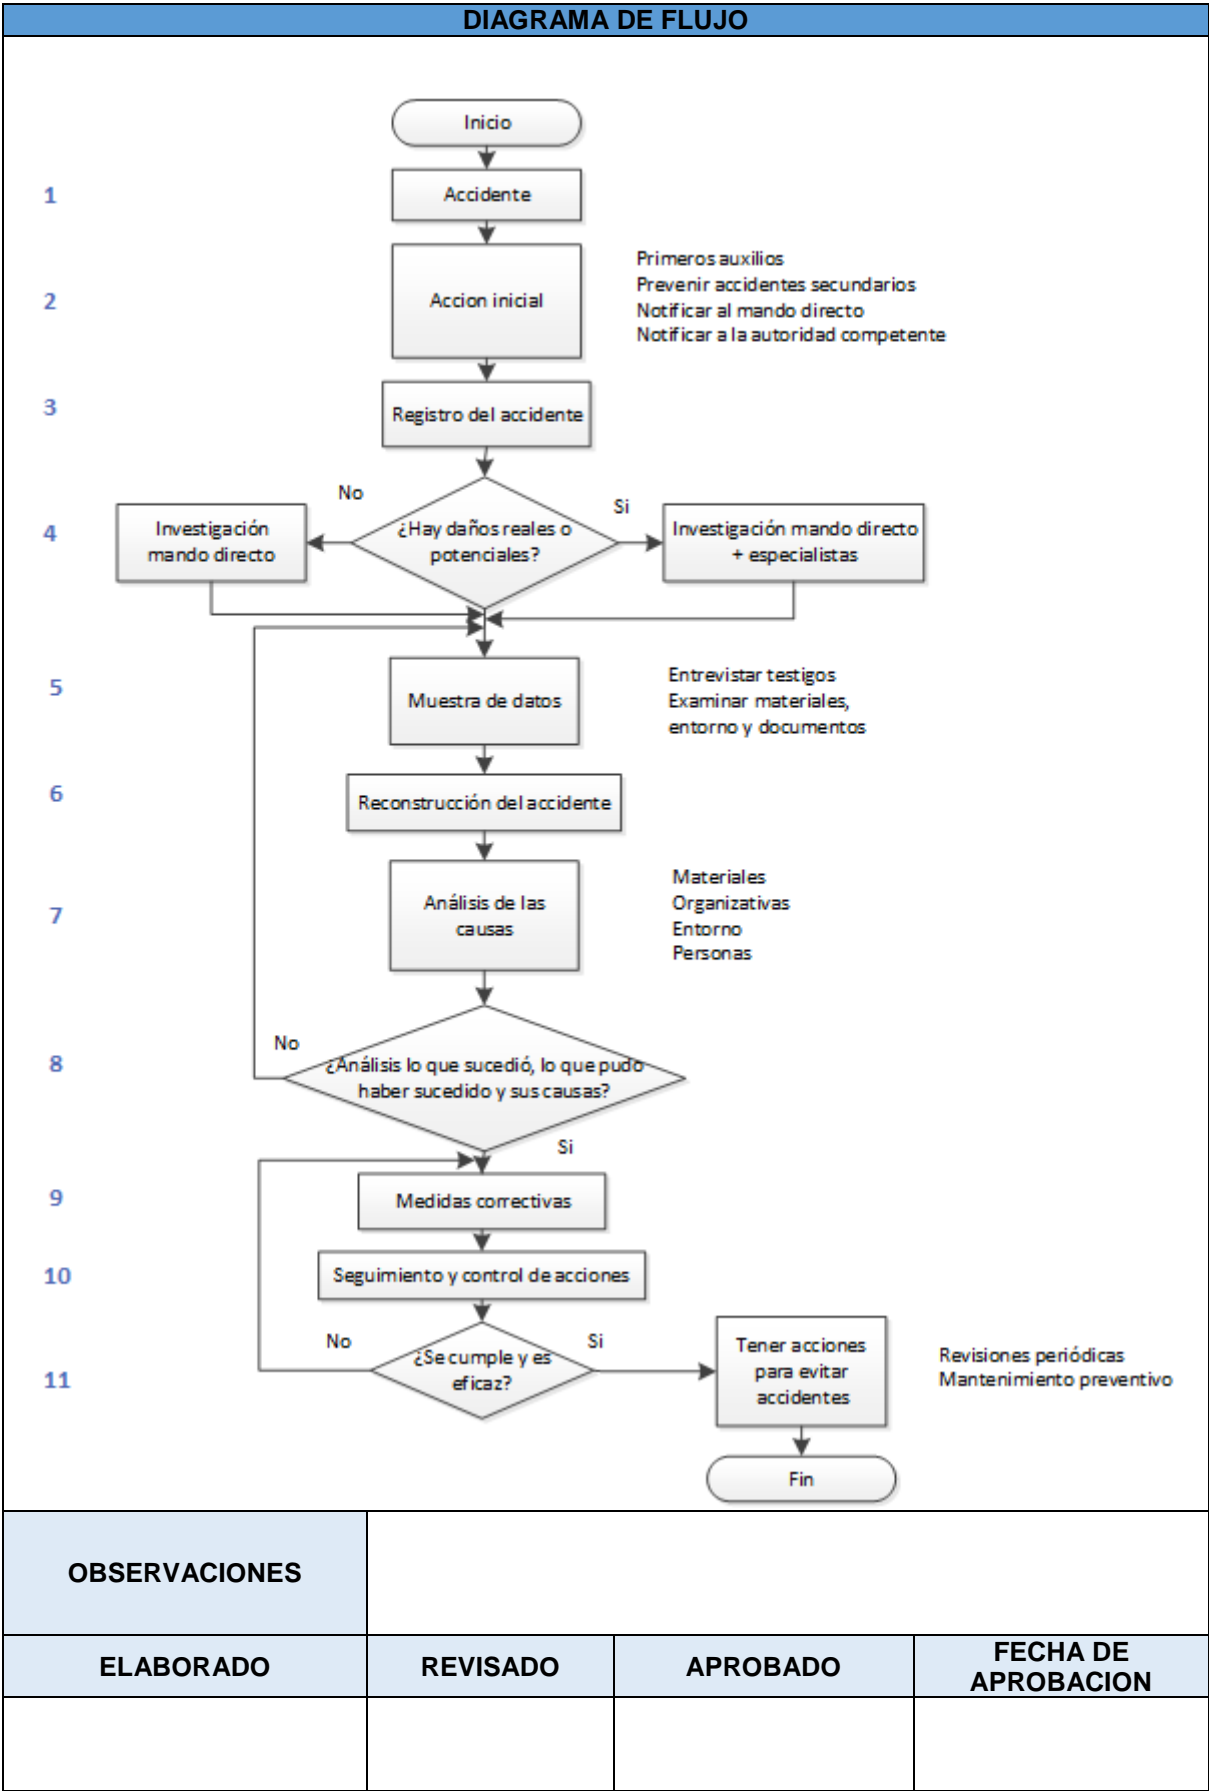 DIAGRAMA DE FLUJO
Inicio
1
Accidente
2
Accion inicial
Primeros auxilios
Prevenir accidentes secundarios
Notificar al mando directo
Notificar a la autoridad competente
3
Registro del accidente
No
Si
4
Investigación
mando directo
¿Hay daños reales o
potenciales?
Investigación mando directo
+ especialistas
5
Muestra de datos
Entrevistar testigos
Examinar materiales,
entorno y documentos
6
Reconstrucción del accidente
7
Análisis de las
causas
Materiales
Organizativas
Entorno
Personas
No
8
¿Análisis lo que sucedió, lo que pudo
haber sucedido y sus causas?
Si
9
Medidas correctivas
10
Seguimiento y control de acciones
No
Si
11
¿Se cumple y es
eficaz?
Tener acciones
para evitar
accidentes
Revisiones periódicas
Mantenimiento preventivo
Fin
OBSERVACIONES
ELABORADO
REVISADO
APROBADO
FECHA DE
APROBACION